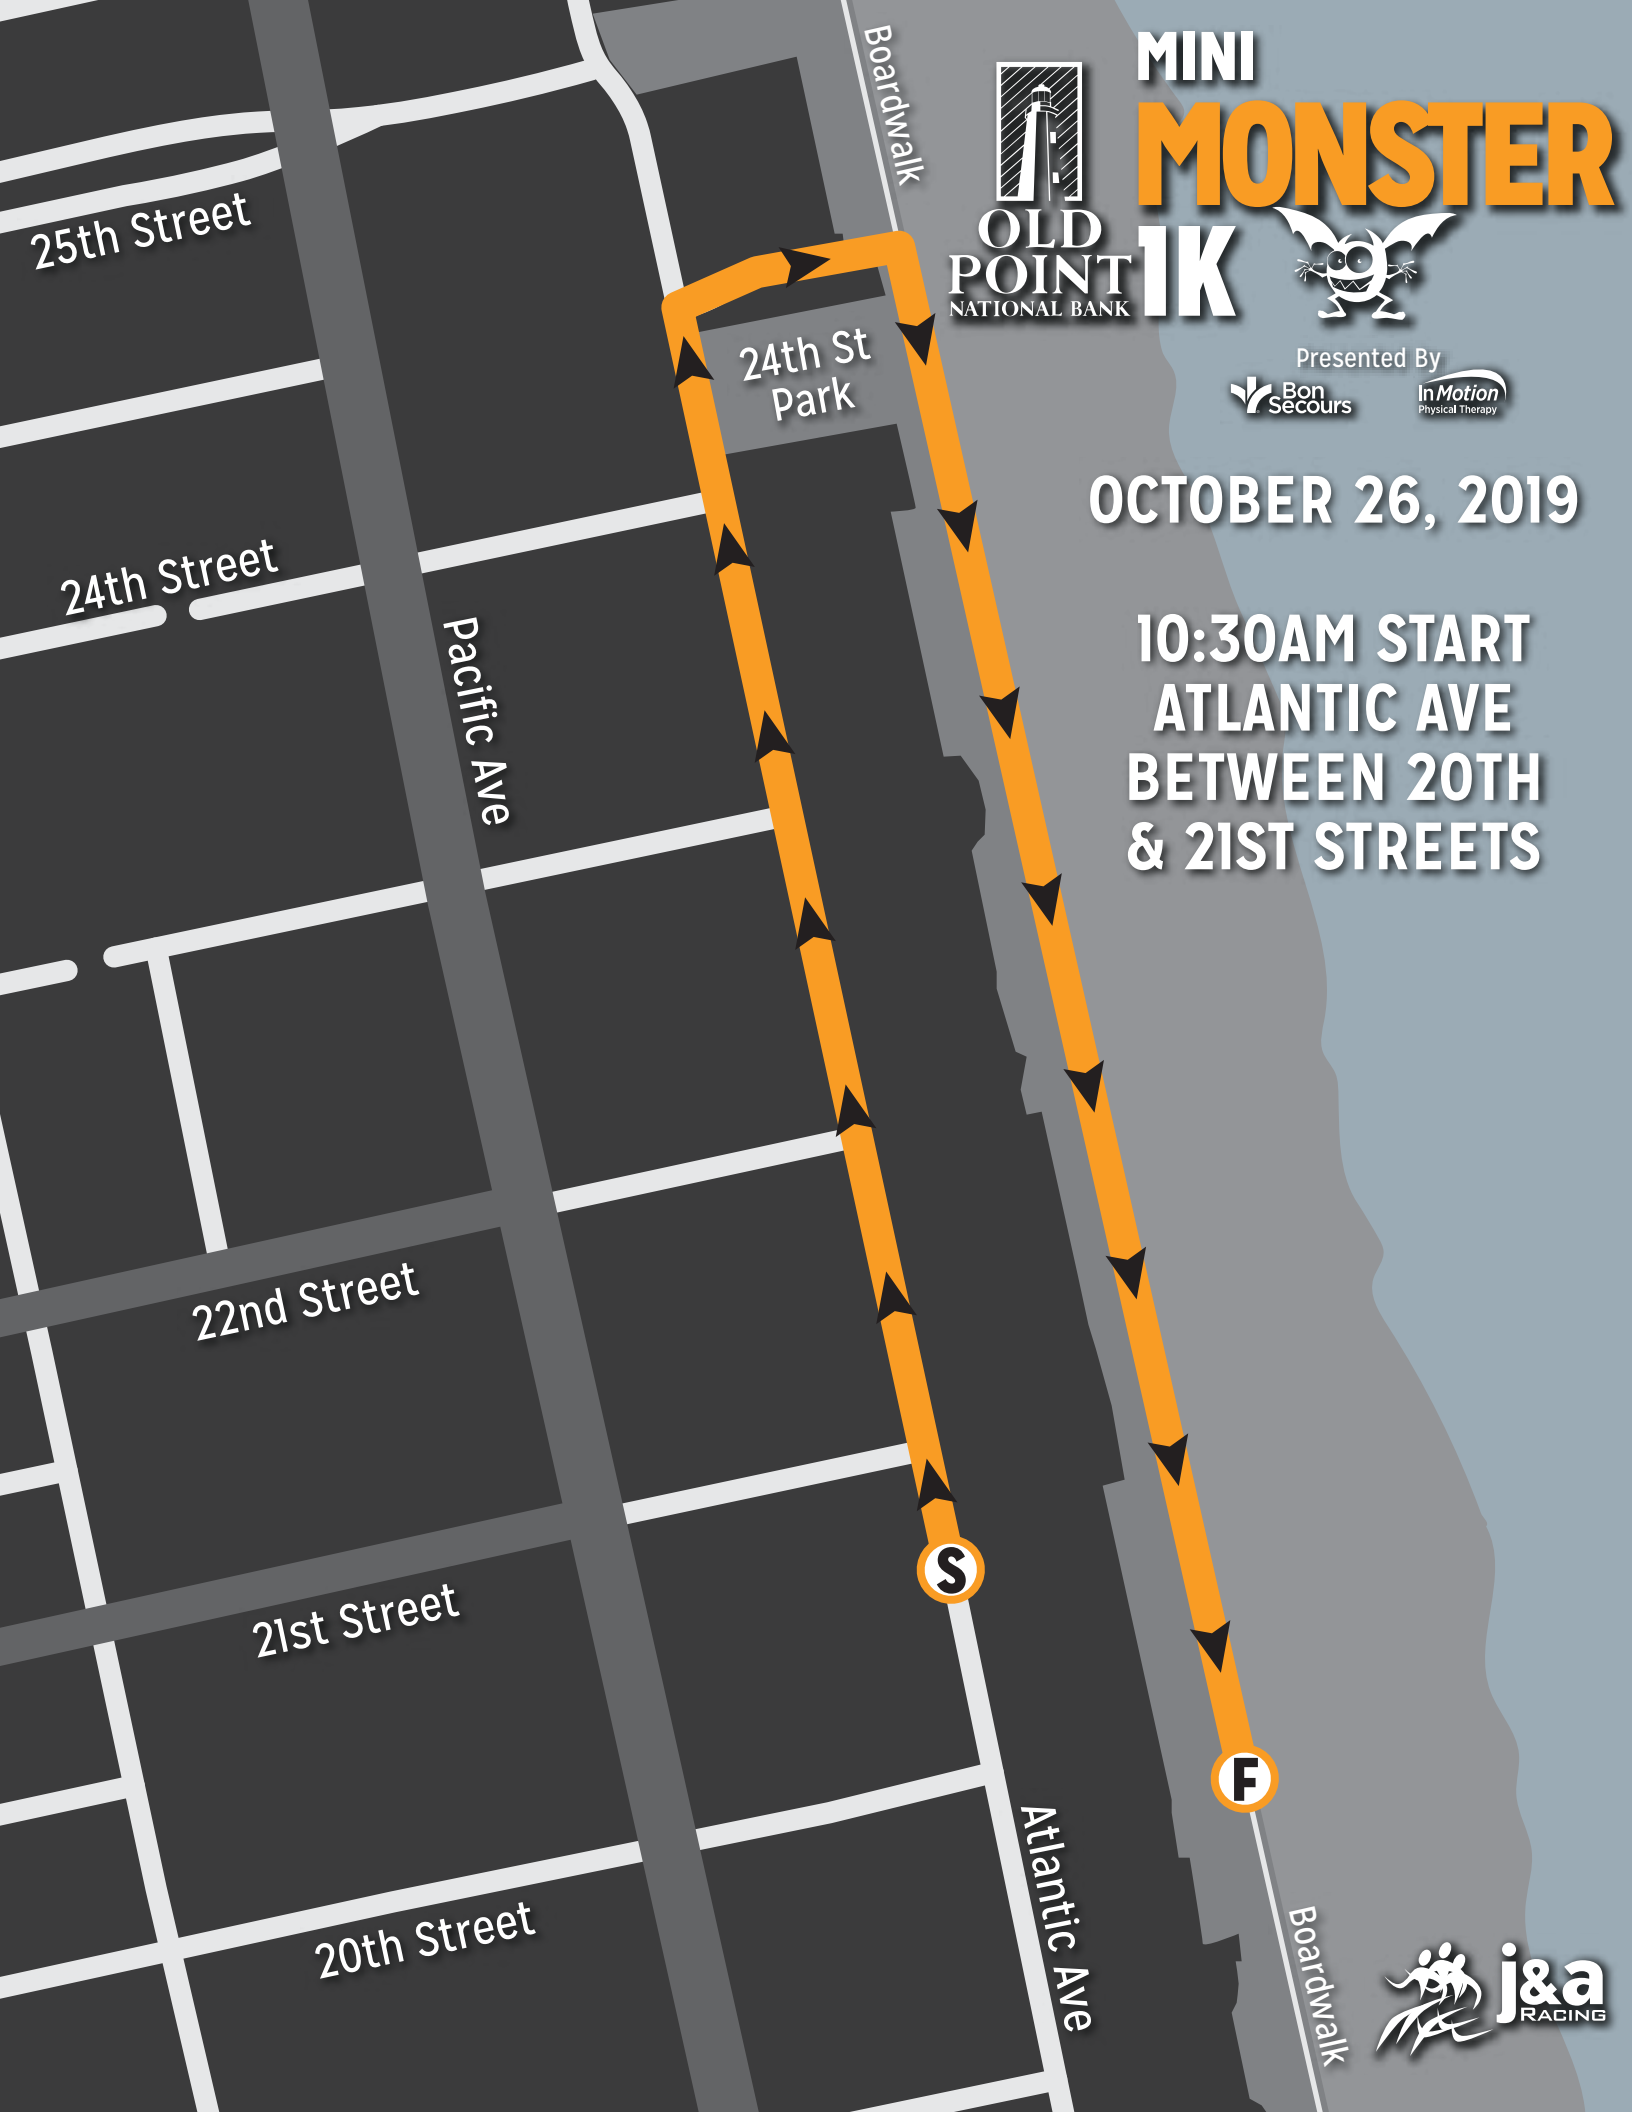 MINI
MONSTER
1K
OLD
POINT
NATIONAL BANK
Presented By
Bon
Secours
In Motion
Physical Therapy
OCTOBER 26, 2019
10:30AM START
ATLANTIC AVE
BETWEEN 20TH
& 21ST STREETS
Boardwalk
25th Street
24th St
Park
24th Street
Pacific Ave
22nd Street
21st Street
S
F
20th Street
Atlantic Ave
Boardwalk
j&a
RACING